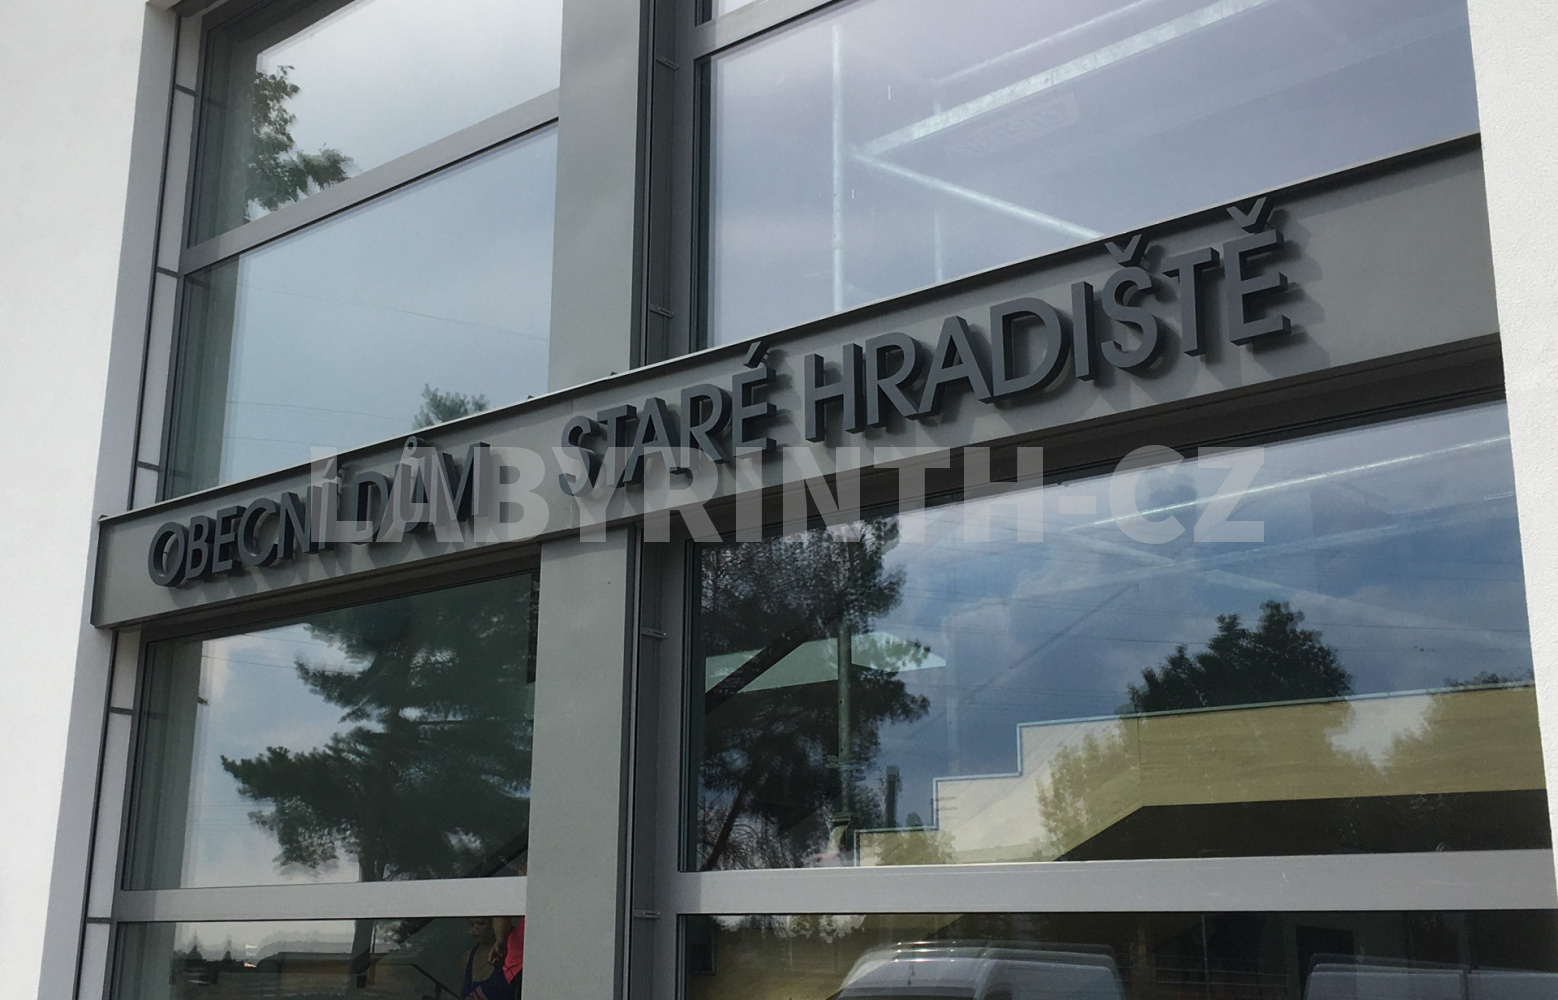 OBECNÍ DŮM STARÉ HRADIŠTĚ
LABYRINTH-CZ